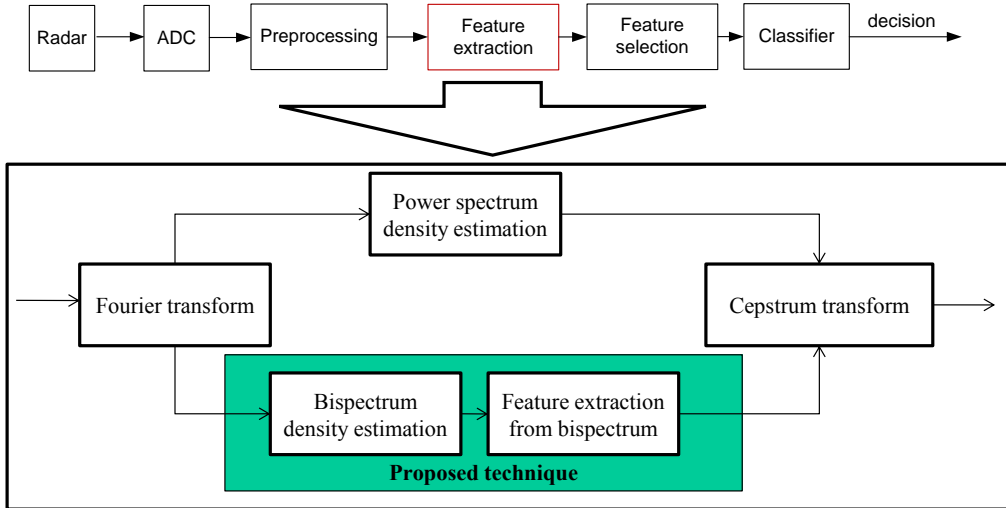 Radar
ADC
Preprocessing
Feature
extraction
Feature
selection
Classifier
decision
Power spectrum
density estimation
Fourier transform
Cepstrum transform
Bispectrum
density estimation
Feature extraction
from bispectrum
Proposed technique